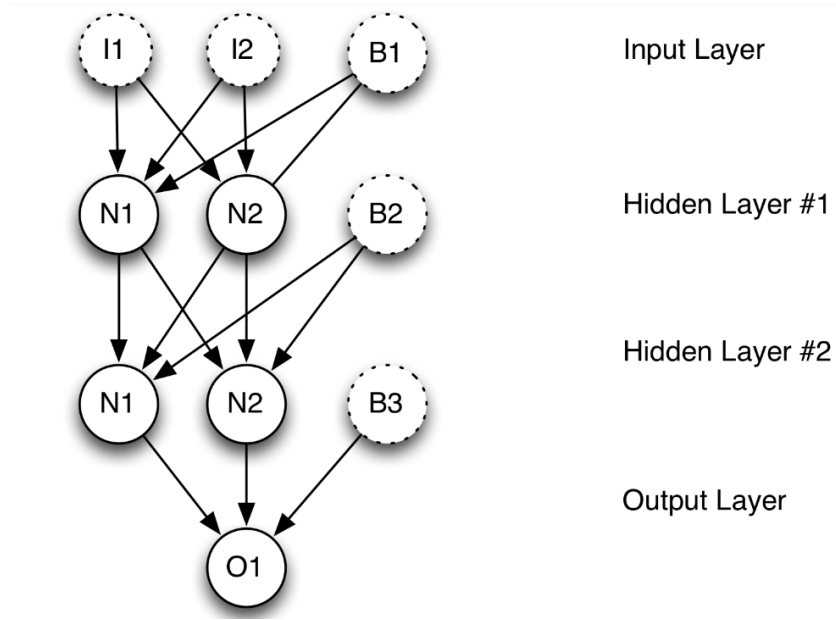 I1 I2 B1 Input Layer
N1 N2 B2 Hidden Layer #1
Hidden Layer #2
N1 N2 B3
Output Layer
O1